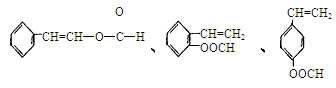 O
CH=CH—O—C—H、
CH=CH₂
OOCH、
CH=CH₂
OOCH